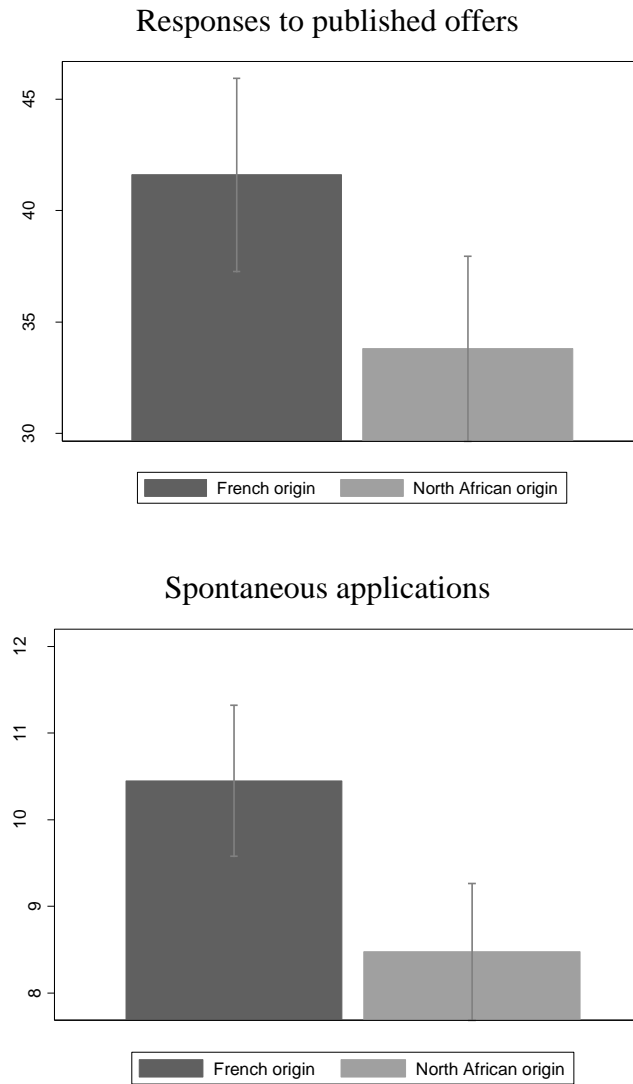 Responses to published offers
45
40
35
30
French origin North African origin
Spontaneous applications
12
11
10
9
8
French origin North African origin